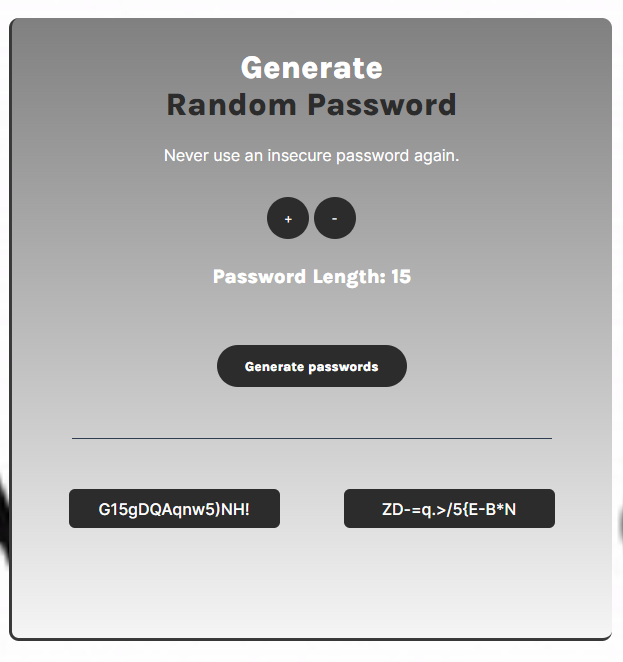 Generate
Random Password
Never use an insecure password again.
+ -
Password Length: 15
Generate passwords
G15gDQAqnw5)NH! ZD-=q.>/5{E-B*N